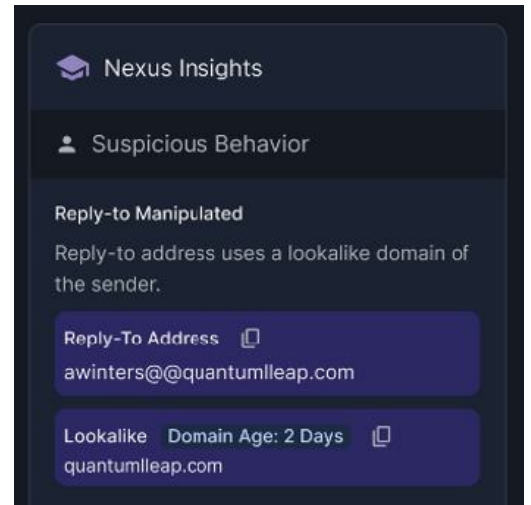 Nexus Insights
Suspicious Behavior
Reply-to Manipulated
Reply-to address uses a lookalike domain of
the sender.
Reply-To Address
awinters@@quantumlleap.com
Lookalike Domain Age: 2 Days
quantumlleap.com